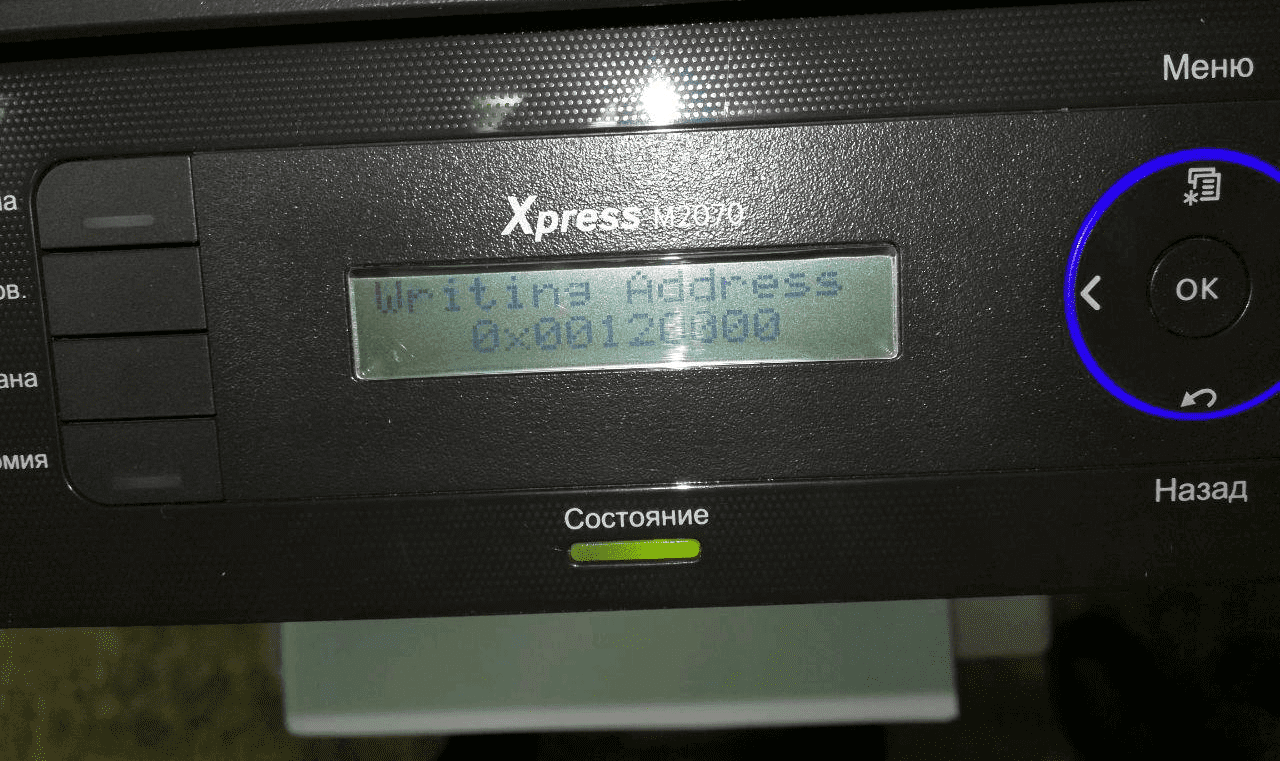 Меню
Xpress M2070
Writing Address
0x00120000
OK
Состояние
Назад